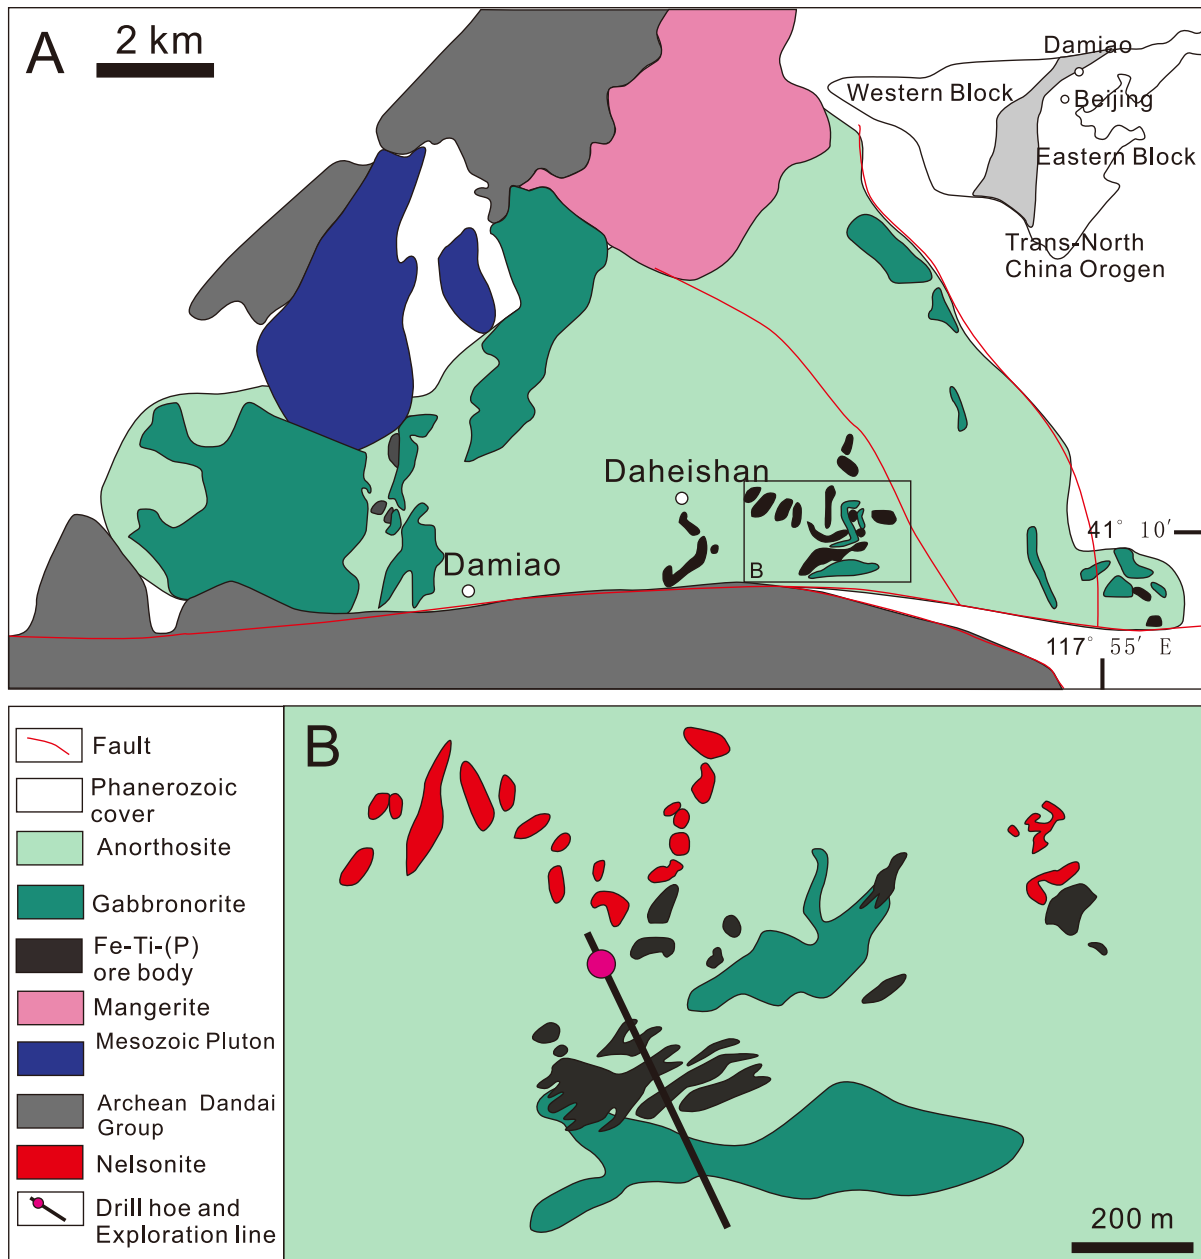 A
2 km
Damiao
Western Block
Beijing
Eastern Block
Trans-North
China Orogen
Daheishan
Damiao
B
41° 10′
117° 55′ E
Fault
Phanerozoic
cover
Anorthosite
Gabbronorite
Fe-Ti-(P)
ore body
Mangerite
Mesozoic Pluton
Archean Dandai
Group
Nelsonite
Drill hoe and
Exploration line
B
200 m